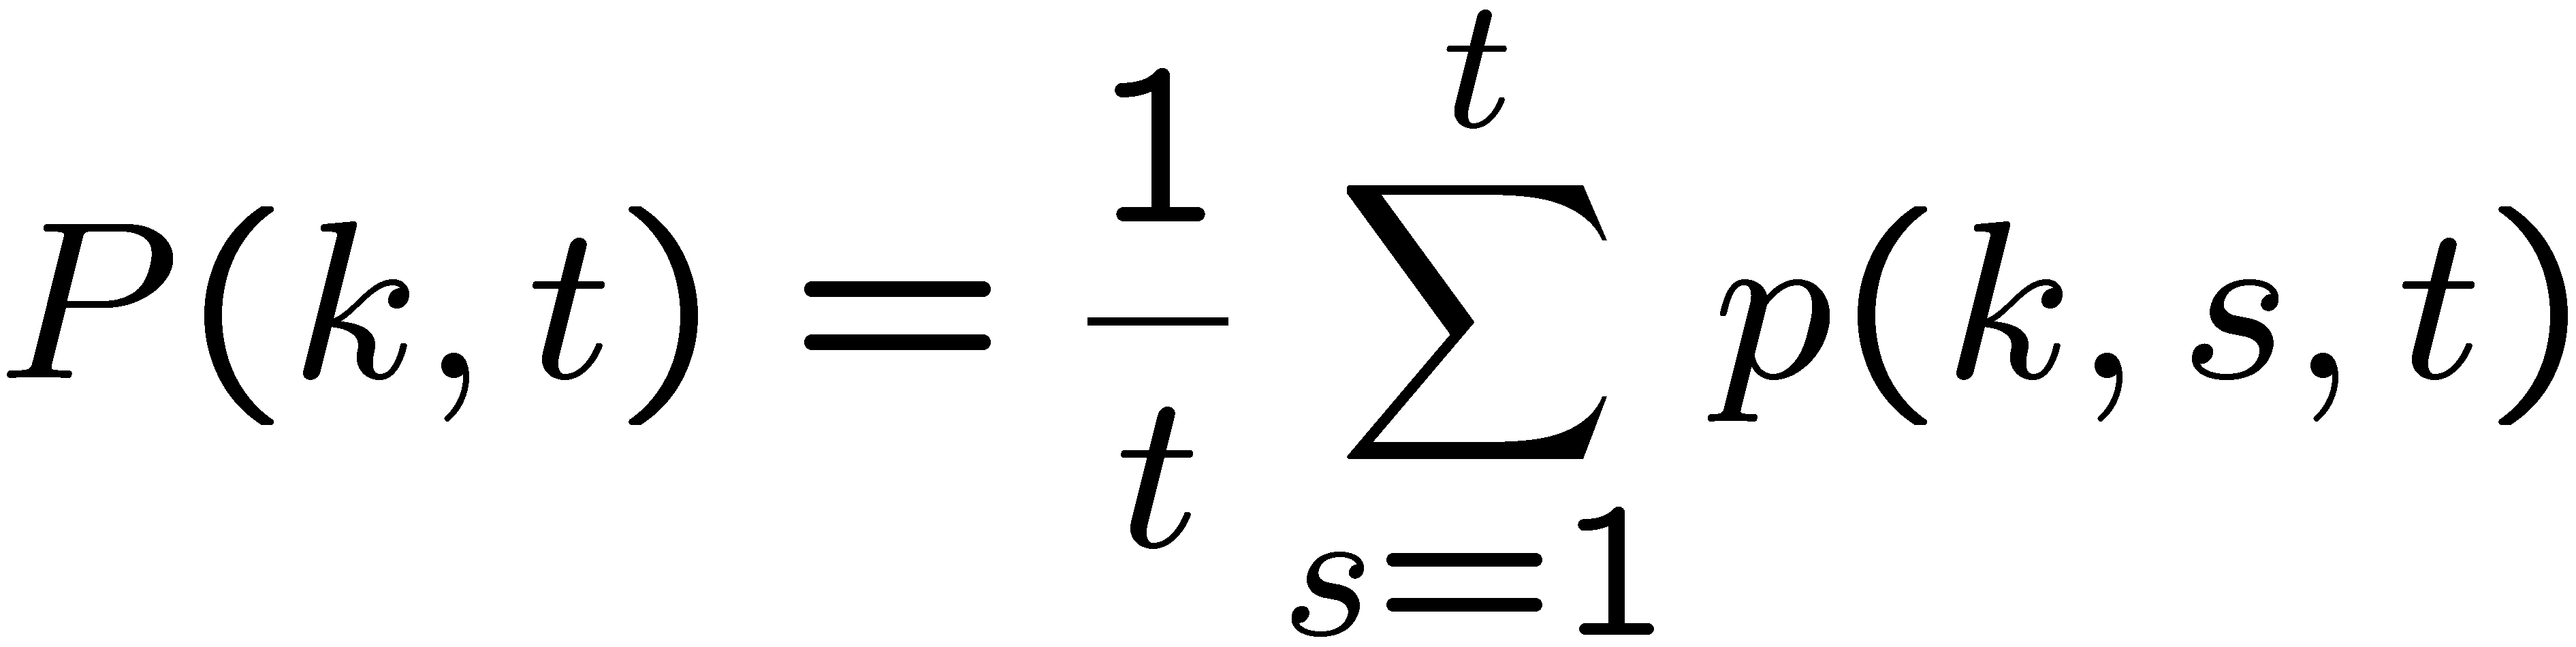 P(k, t) = \frac{1}{t} \sum_{s=1}^{t} p(k, s, t)